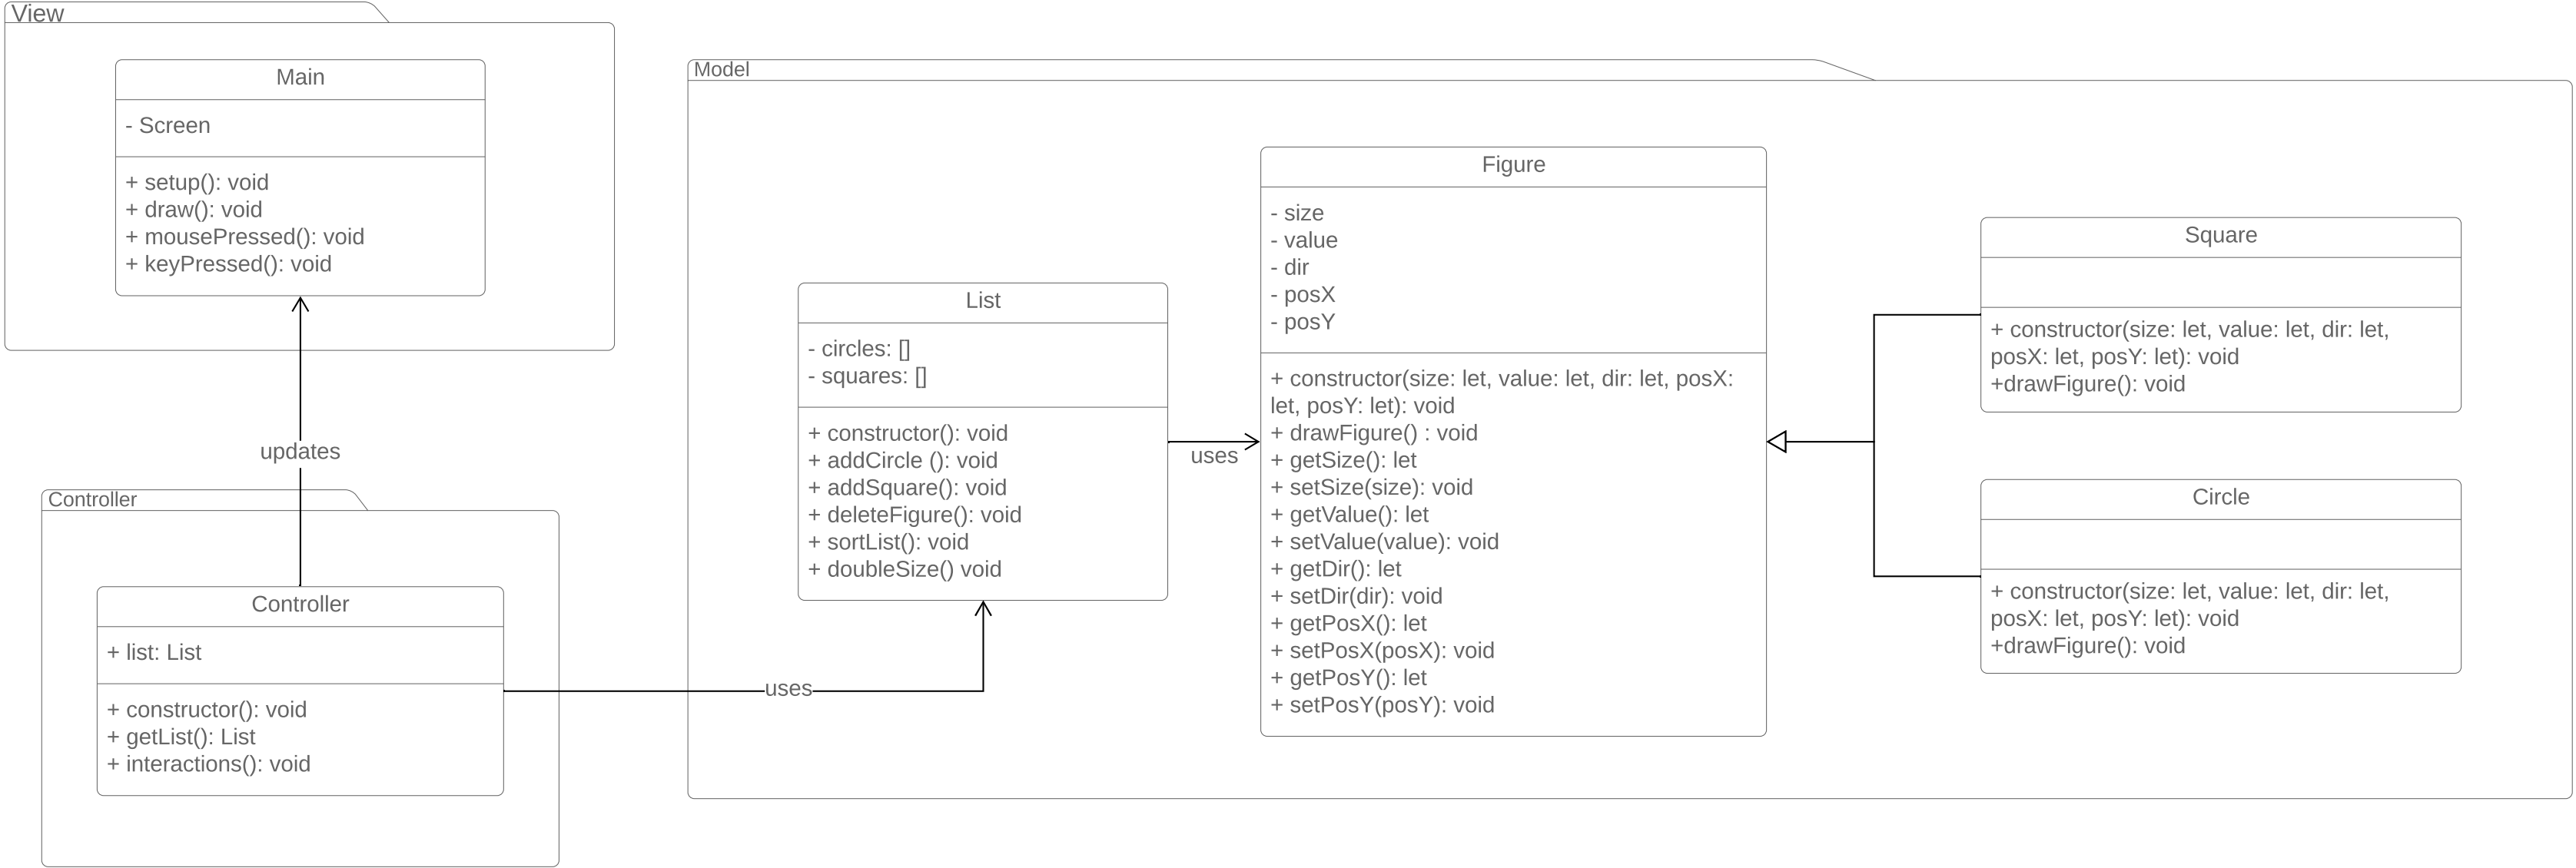 View
Main
- Screen
+ setup(): void
+ draw(): void
+ mousePressed(): void
+ keyPressed(): void
updates
Controller
Controller
+ list: List
+ constructor(): void
+ getList(): List
+ interactions(): void
uses
Model
List
- circles: []
- squares: []
+ constructor(): void
+ addCircle (): void
+ addSquare(): void
+ deleteFigure(): void
+ sortList(): void
+ doubleSize() void
uses
Figure
- size
- value
- dir
- posX
- posY
+ constructor(size: let, value: let, dir: let, posX:
let, posY: let): void
+ drawFigure() : void
+ getSize(): let
+ setSize(size): void
+ getValue(): let
+ setValue(value): void
+ getDir(): let
+ setDir(dir): void
+ getPosX(): let
+ setPosX(posX): void
+ getPosY(): let
+ setPosY(posY): void
Square
+ constructor(size: let, value: let, dir: let,
posX: let, posY: let): void
+drawFigure(): void
Circle
+ constructor(size: let, value: let, dir: let,
posX: let, posY: let): void
+drawFigure(): void